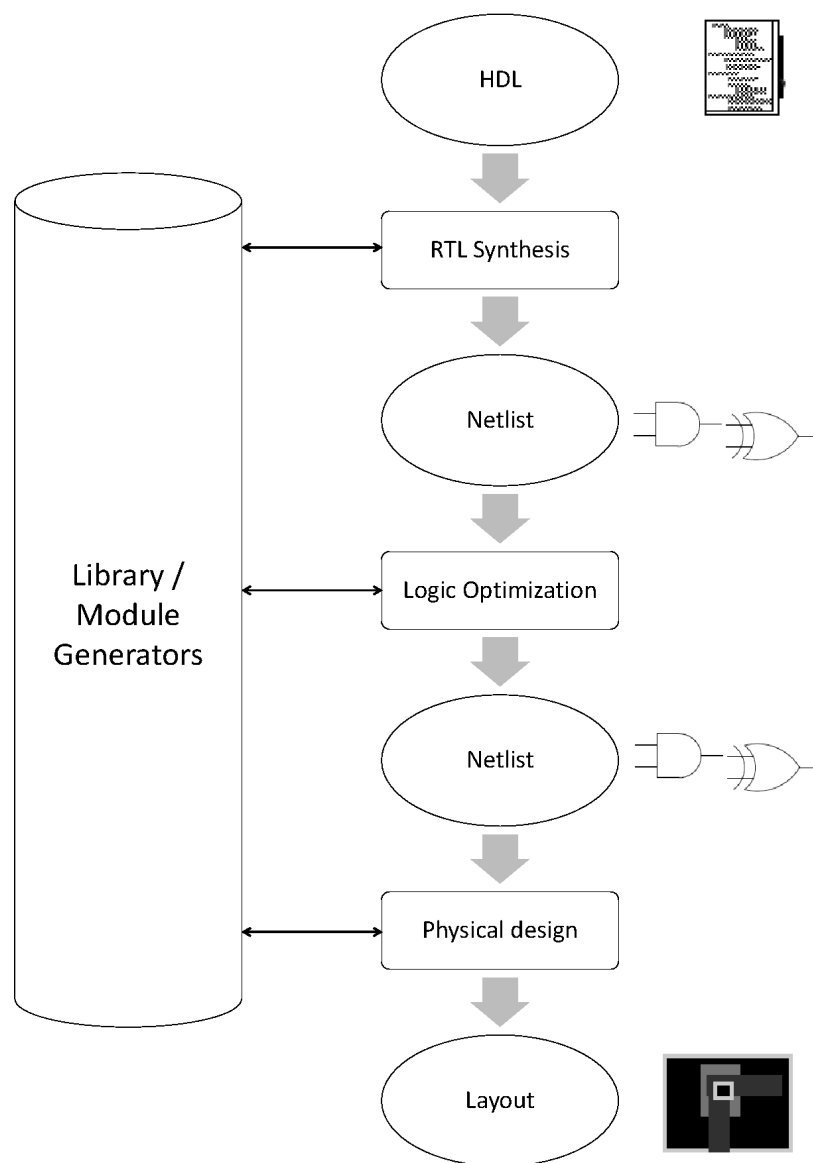 HDL
RTL Synthesis
Netlist
Library /
Module
Generators
Logic Optimization
Netlist
Physical design
Layout